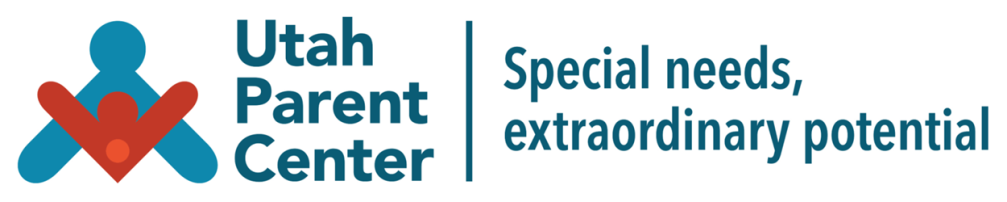 Utah
Parent
Center
Special needs,
extraordinary potential